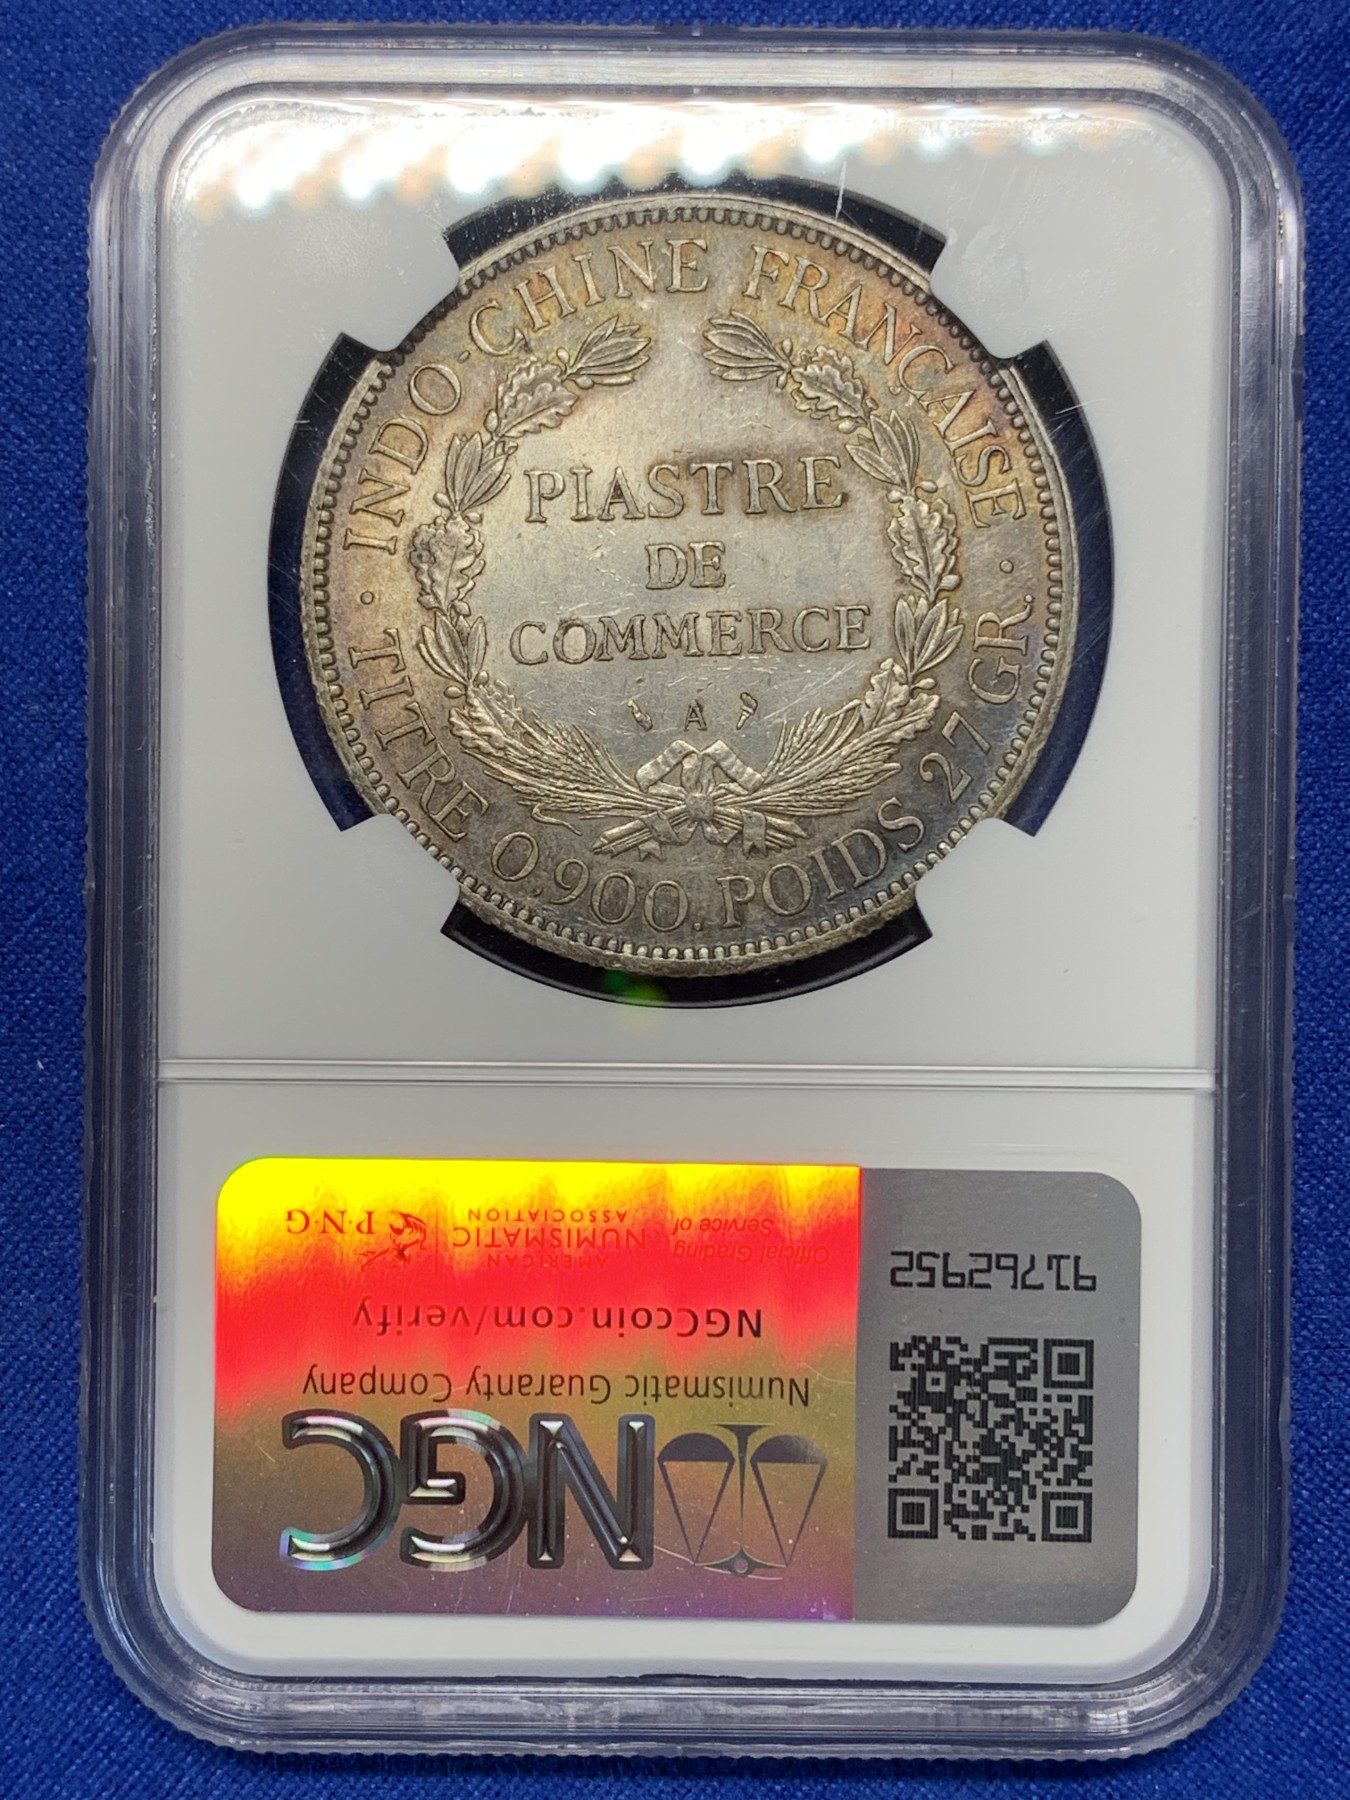 INDO-CHINE FRANCAISE
PIASTRE
DE
COMMERCE
A
TITRE 0,900. POIDS 27 GR.
NGC
Numismatic Guaranty Company
NGCcoin.com/verify
Official Grading
Service of
AMERICAN
NUMISMATIC
ASSOCIATION
P·N·G
91762952